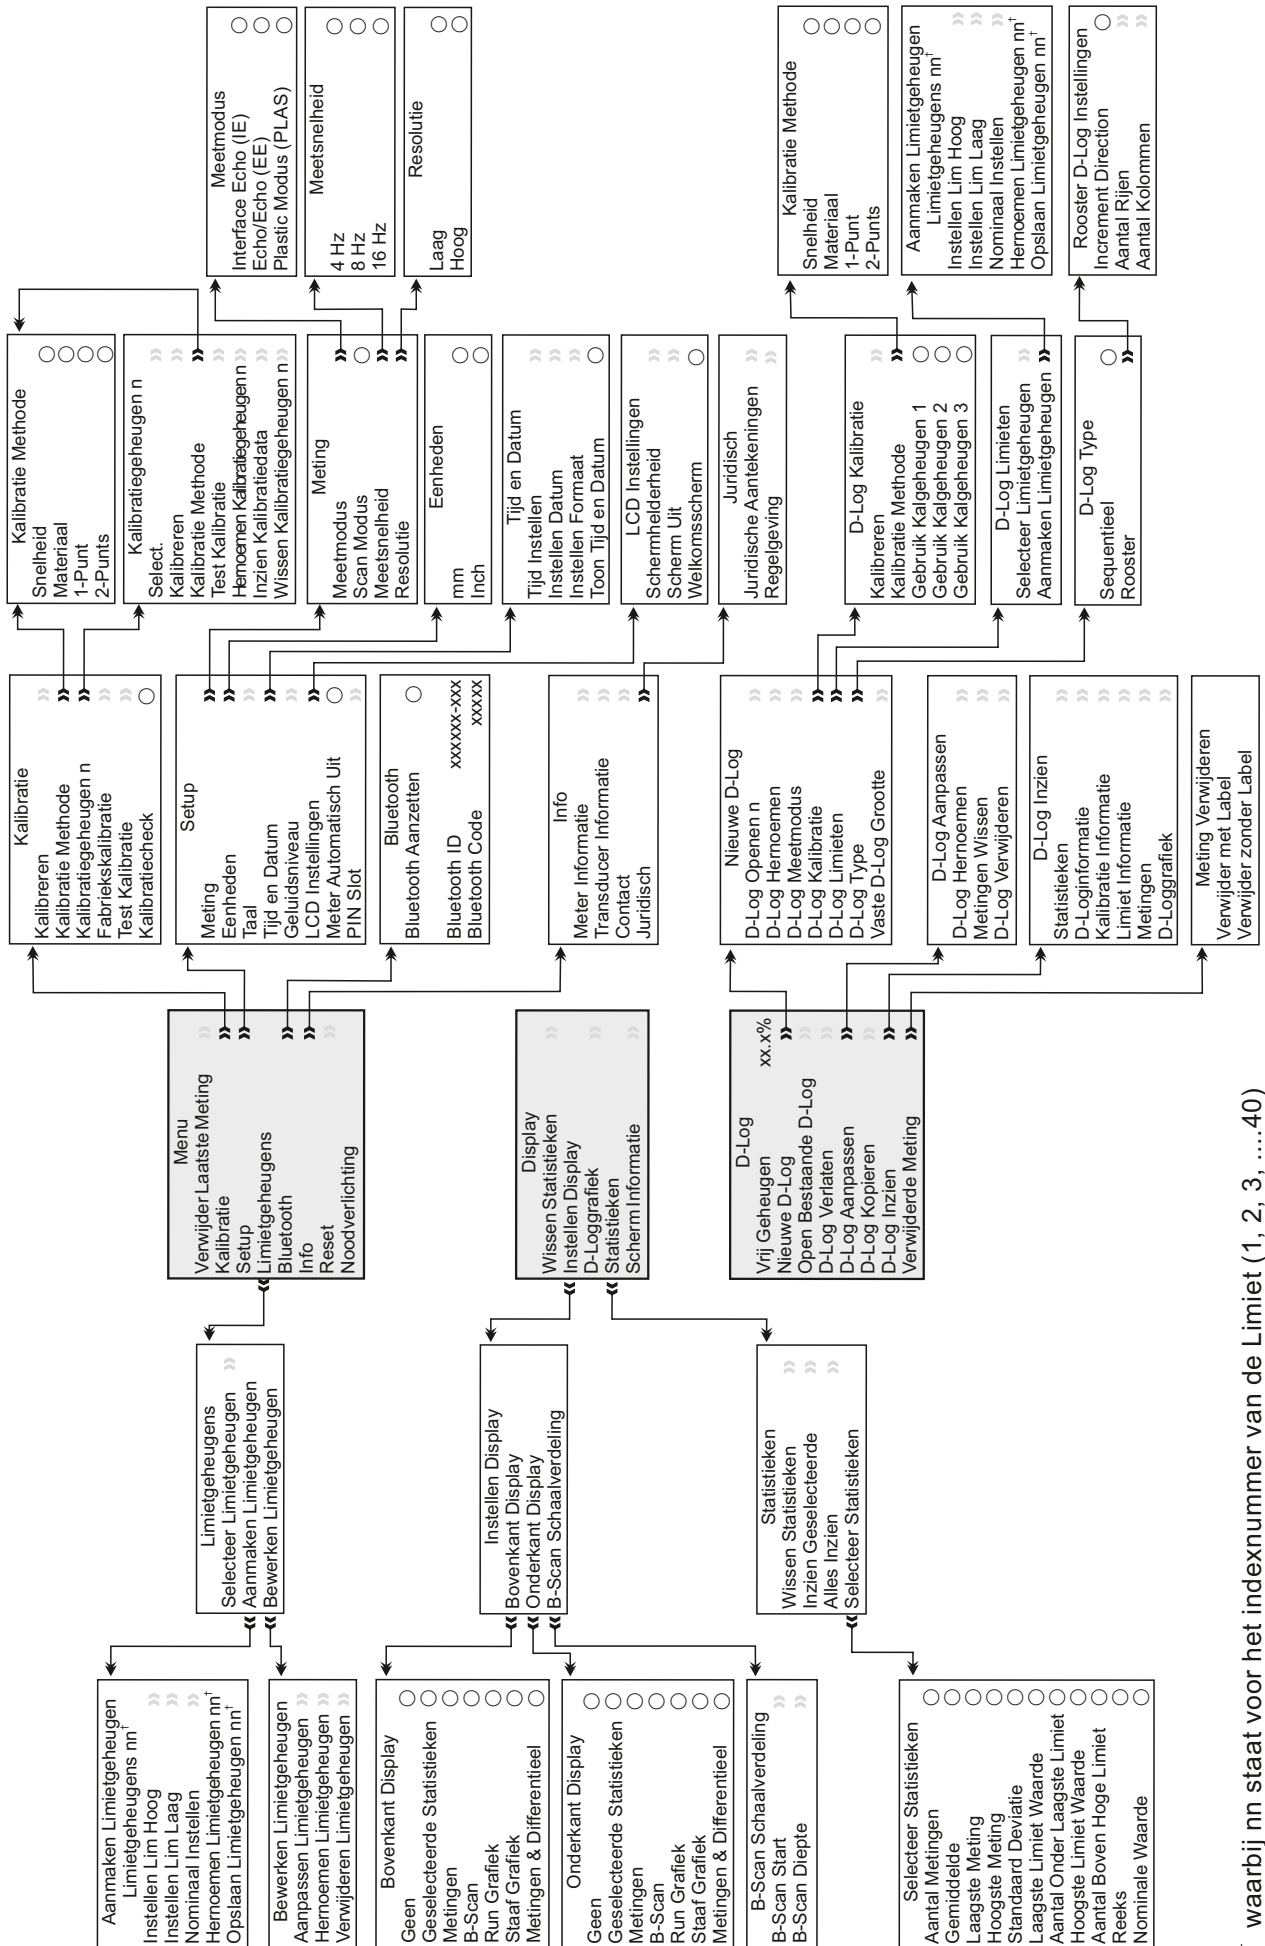 Aanmaken Limietgeheugen
Limietgeheugens nn†
Instellen Lim Hoog
Instellen Lim Laag
Nominaal Instellen
Hernoemen Limietgeheugen nn†
Opslaan Limietgeheugen nn†
Bewerken Limietgeheugen
Aanpassen Limietgeheugen
Hernoemen Limietgeheugen
Verwijderen Limietgeheugen
Bovenkant Display
Geen
Geselecteerde Statistieken
Metingen
B-Scan
Run Grafiek
Staaf Grafiek
Metingen & Differentieel
Onderkant Display
Geen
Geselecteerde Statistieken
Metingen
B-Scan
Run Grafiek
Staaf Grafiek
Metingen & Differentieel
B-Scan Schaalverdeling
B-Scan Start
B-Scan Diepte
Selecteer Statistieken
Aantal Metingen
Gemiddelde
Laagste Meting
Hoogste Meting
Standaard Deviatie
Laagste Limiet Waarde
Aantal Onder Laagste Limiet
Hoogste Limiet Waarde
Aantal Boven Hoge Limiet
Reeks
Nominale Waarde
Limietgeheugens
Selecteer Limietgeheugen
Aanmaken Limietgeheugen
Bewerken Limietgeheugen
Instellen Display
Bovenkant Display
Onderkant Display
B-Scan Schaalverdeling
Statistieken
Wissen Statistieken
Inzien Geselecteerde
Alles Inzien
Selecteer Statistieken
Menu
Verwijder Laatste Meting
Kalibratie
Setup
Limietgeheugens
Bluetooth
Info
Reset
Noodverlichting
Display
Wissen Statistieken
Instellen Display
D-Loggrafiek
Statistieken
Scherm Informatie
D-Log
Vrij Geheugen xx.x%
Nieuwe D-Log
Open Bestaande D-Log
D-Log Verlaten
D-Log Aanpassen
D-Log Kopieren
D-Log Inzien
Verwijderde Meting
Kalibratie
Kalibreren
Kalibratie Methode
Kalibratiegeheugen n
Fabriekskalibratie
Test Kalibratie
Kalibratiecheck
Setup
Meting
Eenheden
Taal
Tijd en Datum
Geluidsniveau
LCD Instellingen
Meter Automatisch Uit
PIN Slot
Bluetooth
Bluetooth Aanzetten
Bluetooth ID xxxxxx-xxx
Bluetooth Code xxxxx
Info
Meter Informatie
Transducer Informatie
Contact
Juridisch
Nieuwe D-Log
D-Log Openen n
D-Log Hernoemen
D-Log Meetmodus
D-Log Kalibratie
D-Log Limieten
D-Log Type
Vaste D-Log Grootte
D-Log Aanpassen
D-Log Hernoemen
Metingen Wissen
D-Log Verwijderen
D-Log Inzien
Statistieken
D-Loginformatie
Kalibratie Informatie
Limiet Informatie
Metingen
D-Loggrafiek
Meting Verwijderen
Verwijder met Label
Verwijder zonder Label
Kalibratie Methode
Snelheid
Materiaal
1-Punt
2-Punts
Kalibratiegeheugen n
Select.
Kalibreren
Kalibratie Methode
Test Kalibratie
Hernoemen Kalibratiegeheugen n
Inzien Kalibratiedata
Wissen Kalibratiegeheugen n
Meting
Meetmodus
Scan Modus
Meetsnelheid
Resolutie
Eenheden
mm
Inch
Tijd en Datum
Tijd Instellen
Instellen Datum
Instellen Formaat
Toon Tijd en Datum
LCD Instellingen
Schermhelderheid
Scherm Uit
Welkomsscherm
Juridisch
Juridische Aantekeningen
Regelgeving
D-Log Kalibratie
Kalibreren
Kalibratie Methode
Gebruik Kalgeheugen 1
Gebruik Kalgeheugen 2
Gebruik Kalgeheugen 3
D-Log Limieten
Selecteer Limietgeheugen
Aanmaken Limietgeheugen
D-Log Type
Sequentieel
Rooster
Meetmodus
Interface Echo (IE)
Echo/Echo (EE)
Plastic Modus (PLAS)
Meetsnelheid
4 Hz
8 Hz
16 Hz
Resolutie
Laag
Hoog
Kalibratie Methode
Snelheid
Materiaal
1-Punt
2-Punts
Aanmaken Limietgeheugen
Limietgeheugens nn†
Instellen Lim Hoog
Instellen Lim Laag
Nominaal Instellen
Hernoemen Limietgeheugen nn†
Opslaan Limietgeheugen nn†
Rooster D-Log Instellingen
Increment Direction
Aantal Rijen
Aantal Kolommen
waarbij nn staat voor het indexnummer van de Limiet (1, 2, 3, ....40)